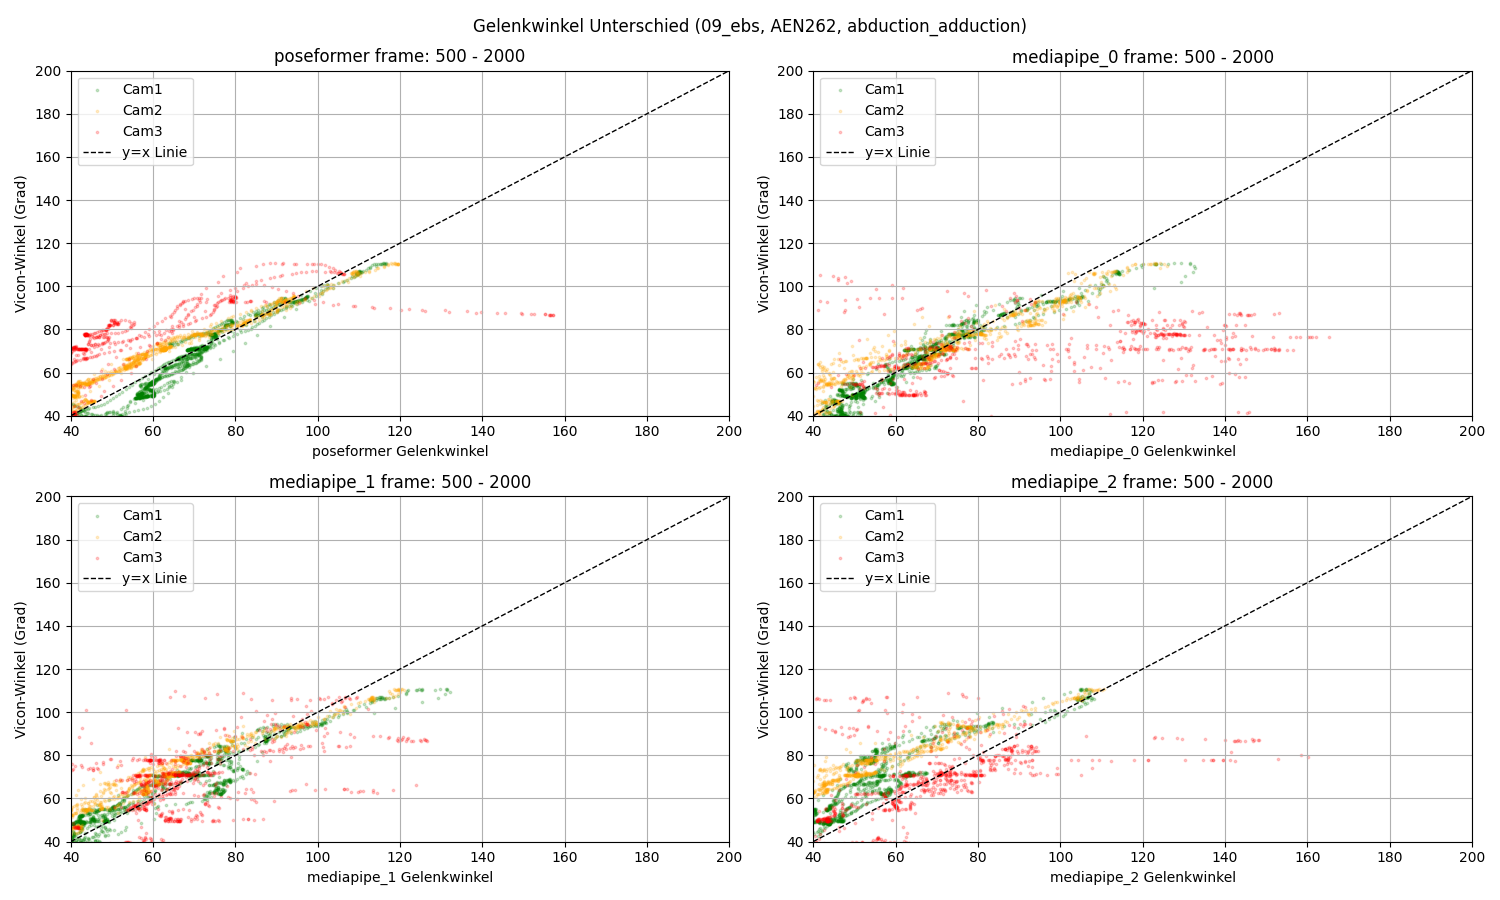 Gelenkwinkel Unterschied (09_ebs, AEN262, abduction_adduction)
poseformer frame: 500 - 2000
200
180
160
140
120
100
80
60
40
Vicon-Winkel (Grad)
Cam1
Cam2
Cam3
y=x Linie
40 60 80 100 120 140 160 180 200
poseformer Gelenkwinkel
mediapipe_0 frame: 500 - 2000
200
180
160
140
120
100
80
60
40
Vicon-Winkel (Grad)
Cam1
Cam2
Cam3
y=x Linie
40 60 80 100 120 140 160 180 200
mediapipe_0 Gelenkwinkel
mediapipe_1 frame: 500 - 2000
200
180
160
140
120
100
80
60
40
Vicon-Winkel (Grad)
Cam1
Cam2
Cam3
y=x Linie
40 60 80 100 120 140 160 180 200
mediapipe_1 Gelenkwinkel
mediapipe_2 frame: 500 - 2000
200
180
160
140
120
100
80
60
40
Vicon-Winkel (Grad)
Cam1
Cam2
Cam3
y=x Linie
40 60 80 100 120 140 160 180 200
mediapipe_2 Gelenkwinkel